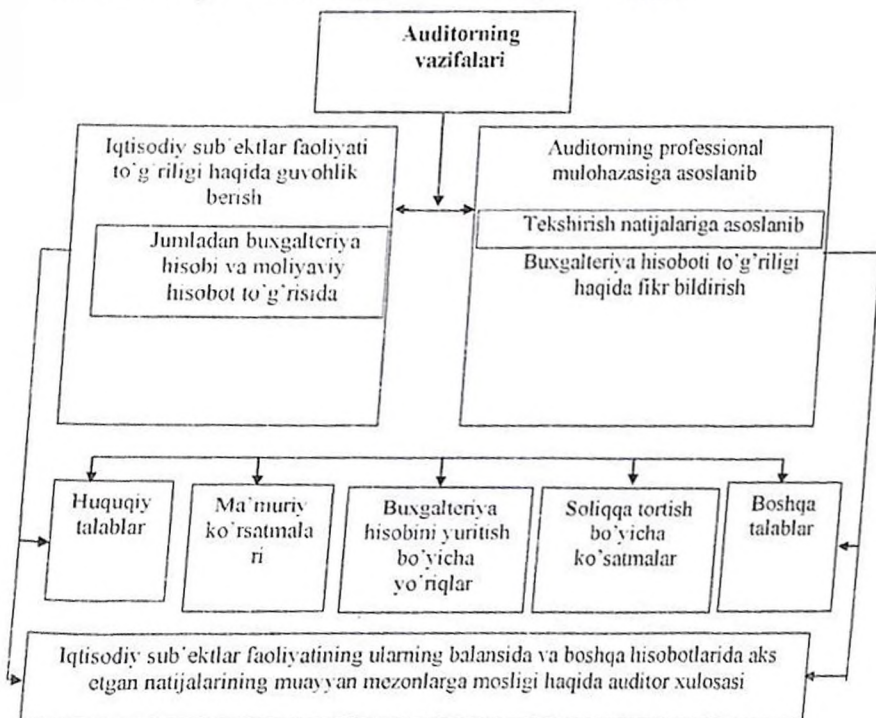 Auditorning
vazifalari
Iqtisodiy sub'ektlar faoliyati
to'g'riligi haqida guvohlik
berish
Jumladan buxgalteriya
hisobi va moliyaviy
hisobot to'g'risida
Auditorning professional
mulohazasiga asoslanib
Tekshirish natijalariga asoslanib
Buxgalteriya hisoboti to'g'riligi
haqida fikr bildirish
Huquqiy
talablar
Ma'muriy
ko'rsatmala
ri
Buxgalteriya
hisobini yuritish
bo'yicha
yo'riqlar
Soliqqa tortish
bo'yicha
ko'satmalar
Boshqa
talablar
Iqtisodiy sub'ektlar faoliyatining ularning balansida va boshqa hisobotlarida aks
etgan natijalarining muayyan mezonlarga mosligi haqida auditor xulosasi